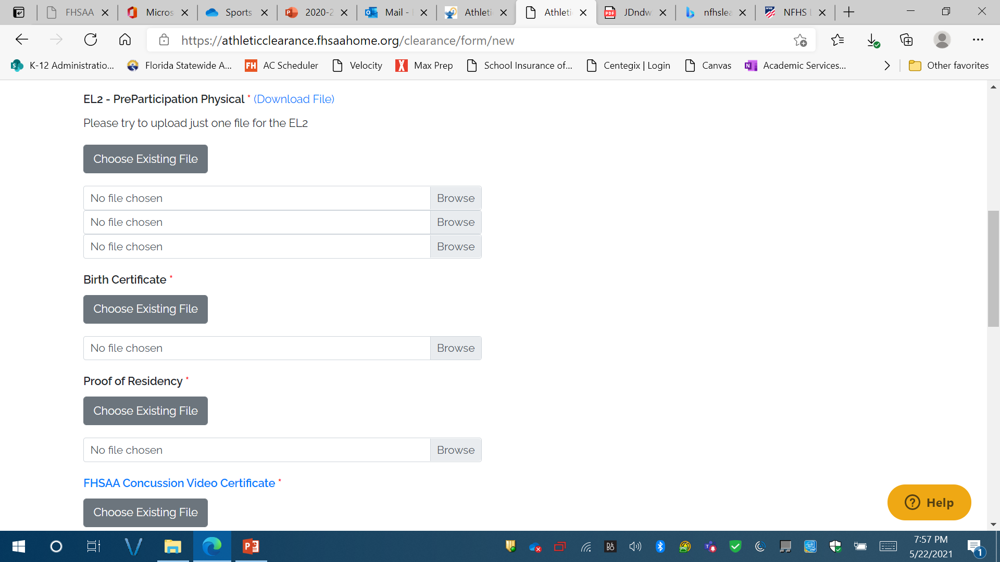 FHSAA
Micros
Sports
2020-2
Mail -
Athleti
Athleti
JDndw
nfhslea
NFHS L
https://athleticclearance.fhsaahome.org/clearance/form/new
K-12 Administratio...
Florida Statewide A...
FH AC Scheduler
Velocity
Max Prep
School Insurance of...
Centegix | Login
Canvas
Academic Services...
Other favorites
EL2 - PreParticipation Physical * (Download File)
Please try to upload just one file for the EL2
Choose Existing File
No file chosen Browse
No file chosen Browse
No file chosen Browse
Birth Certificate *
Choose Existing File
No file chosen Browse
Proof of Residency *
Choose Existing File
No file chosen Browse
FHSAA Concussion Video Certificate *
Choose Existing File
Help
7:57 PM
5/22/2021
1